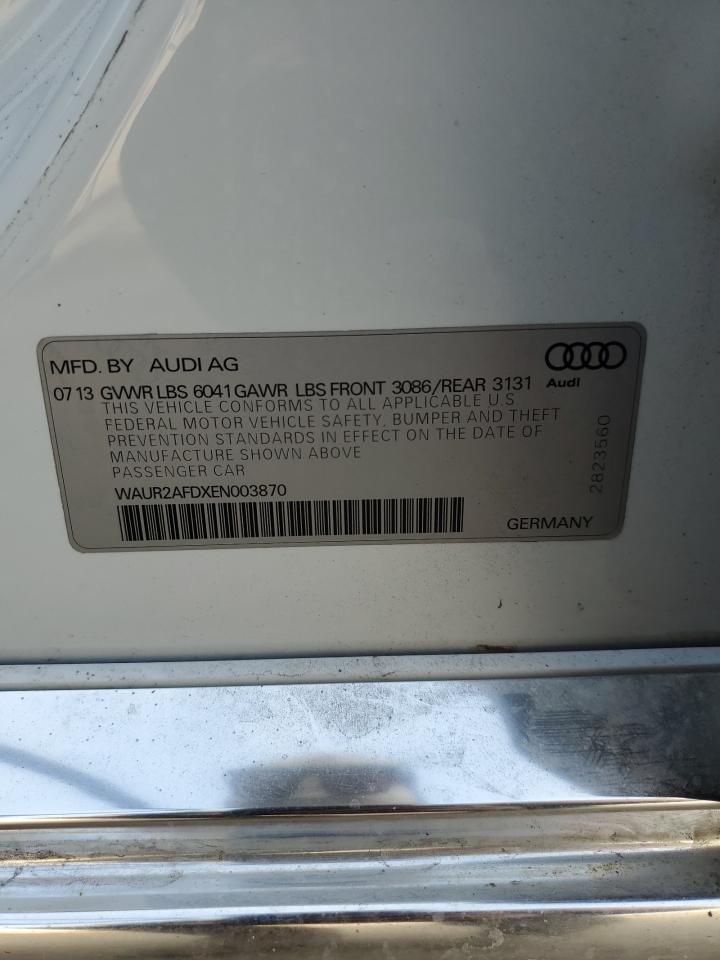 MFD. BY AUDI AG
07 13 GVWR LBS 6041 GAWR LBS FRONT 3086/REAR 3131
Audi
THIS VEHICLE CONFORMS TO ALL APPLICABLE U.S
FEDERAL MOTOR VEHICLE SAFETY, BUMPER AND THEFT
PREVENTION STANDARDS IN EFFECT ON THE DATE OF
MANUFACTURE SHOWN ABOVE
PASSENGER CAR
2823560
WAUR2AFDXEN003870
GERMANY